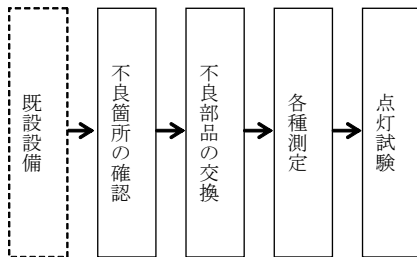 既設設備
不良箇所の確認
不良部品の交換
各種測定
点灯試験